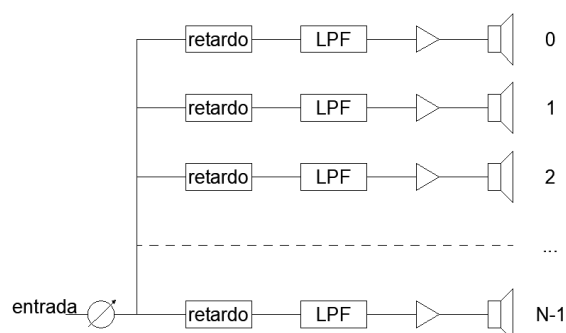 retardo LPF 0
retardo LPF 1
retardo LPF 2
...
entrada retardo LPF N-1